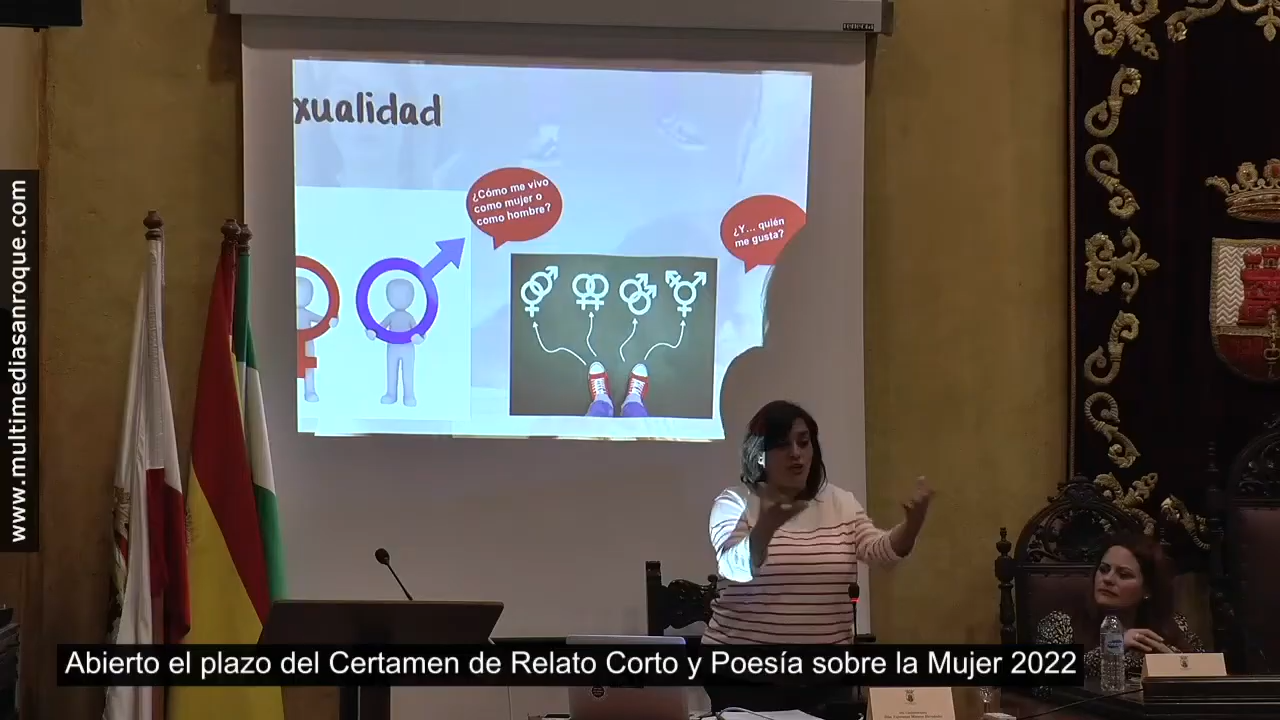 xualidad
¿Cómo me vivo
como mujer o
como hombre?
¿Y... quién
me gusta?
www.multimediasanroque.com
Abierto el plazo del Certamen de Relato Corto y Poesía sobre la Mujer 2022